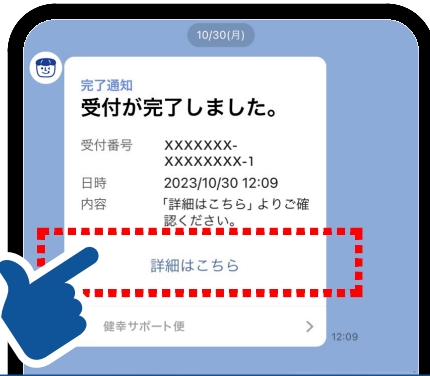 10/30(月)
完了通知
受付が完了しました。
受付番号 XXXXXXX-
XXXXXXXX-1
日時 2023/10/30 12:09
内容 「詳細はこちら」よりご確
認ください。
詳細はこちら
健幸サポート便
12:09